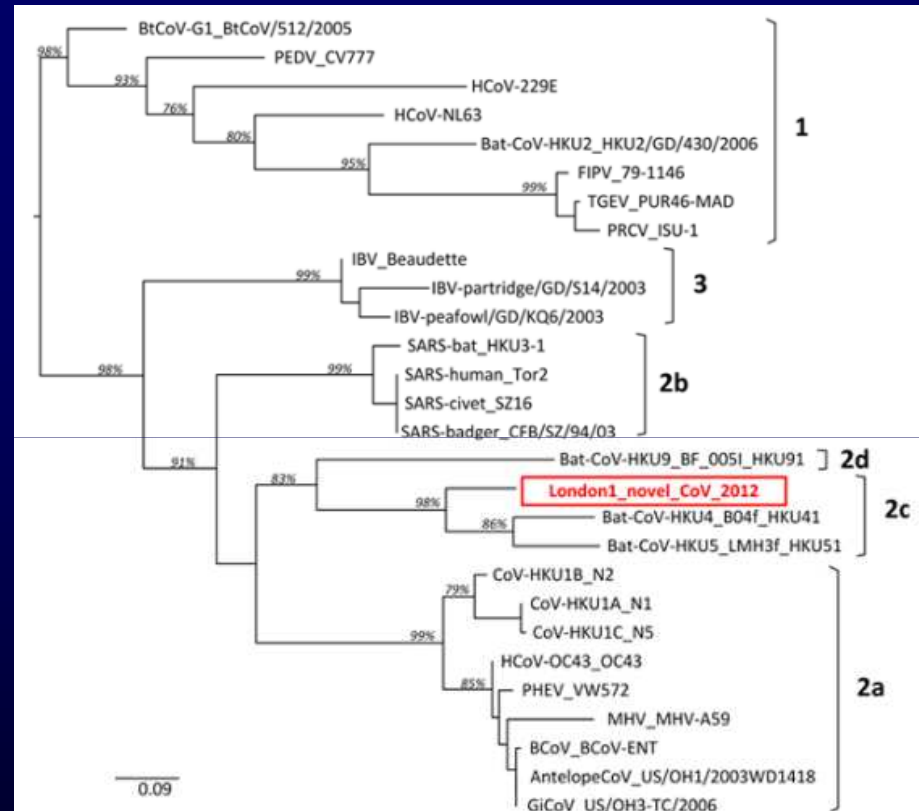 BtCoV-G1_BtCoV/512/2005
98%
PEDV_CV777
93%
HCoV-229E
76%
HCoV-NL63
80%
1
Bat-CoV-HKU2_HKU2/GD/430/2006
95%
FIPV_79-1146
99%
TGEV_PUR46-MAD
PRCV_ISU-1
IBV_Beaudette
99%
3
IBV-partridge/GD/S14/2003
IBV-peafowl/GD/KQ6/2003
SARS-bat_HKU3-1
98%
99%
SARS-human_Tor2
2b
SARS-civet_SZ16
SARS-badger_CFB/SZ/94/03
91%
Bat-CoV-HKU9_BF_005I_HKU91
2d
83%
London1_novel_CoV_2012
98%
2c
Bat-CoV-HKU4_B04f_HKU41
86%
Bat-CoV-HKU5_LMH3f_HKU51
CoV-HKU1B_N2
79%
CoV-HKU1A_N1
CoV-HKU1C_N5
99%
HCoV-OC43_OC43
85%
PHEV_VW572
2a
MHV_MHV-A59
BCoV_BCoV-ENT
AntelopeCoV_US/OH1/2003WD1418
GiCoV_US/OH3-TC/2006
0.09